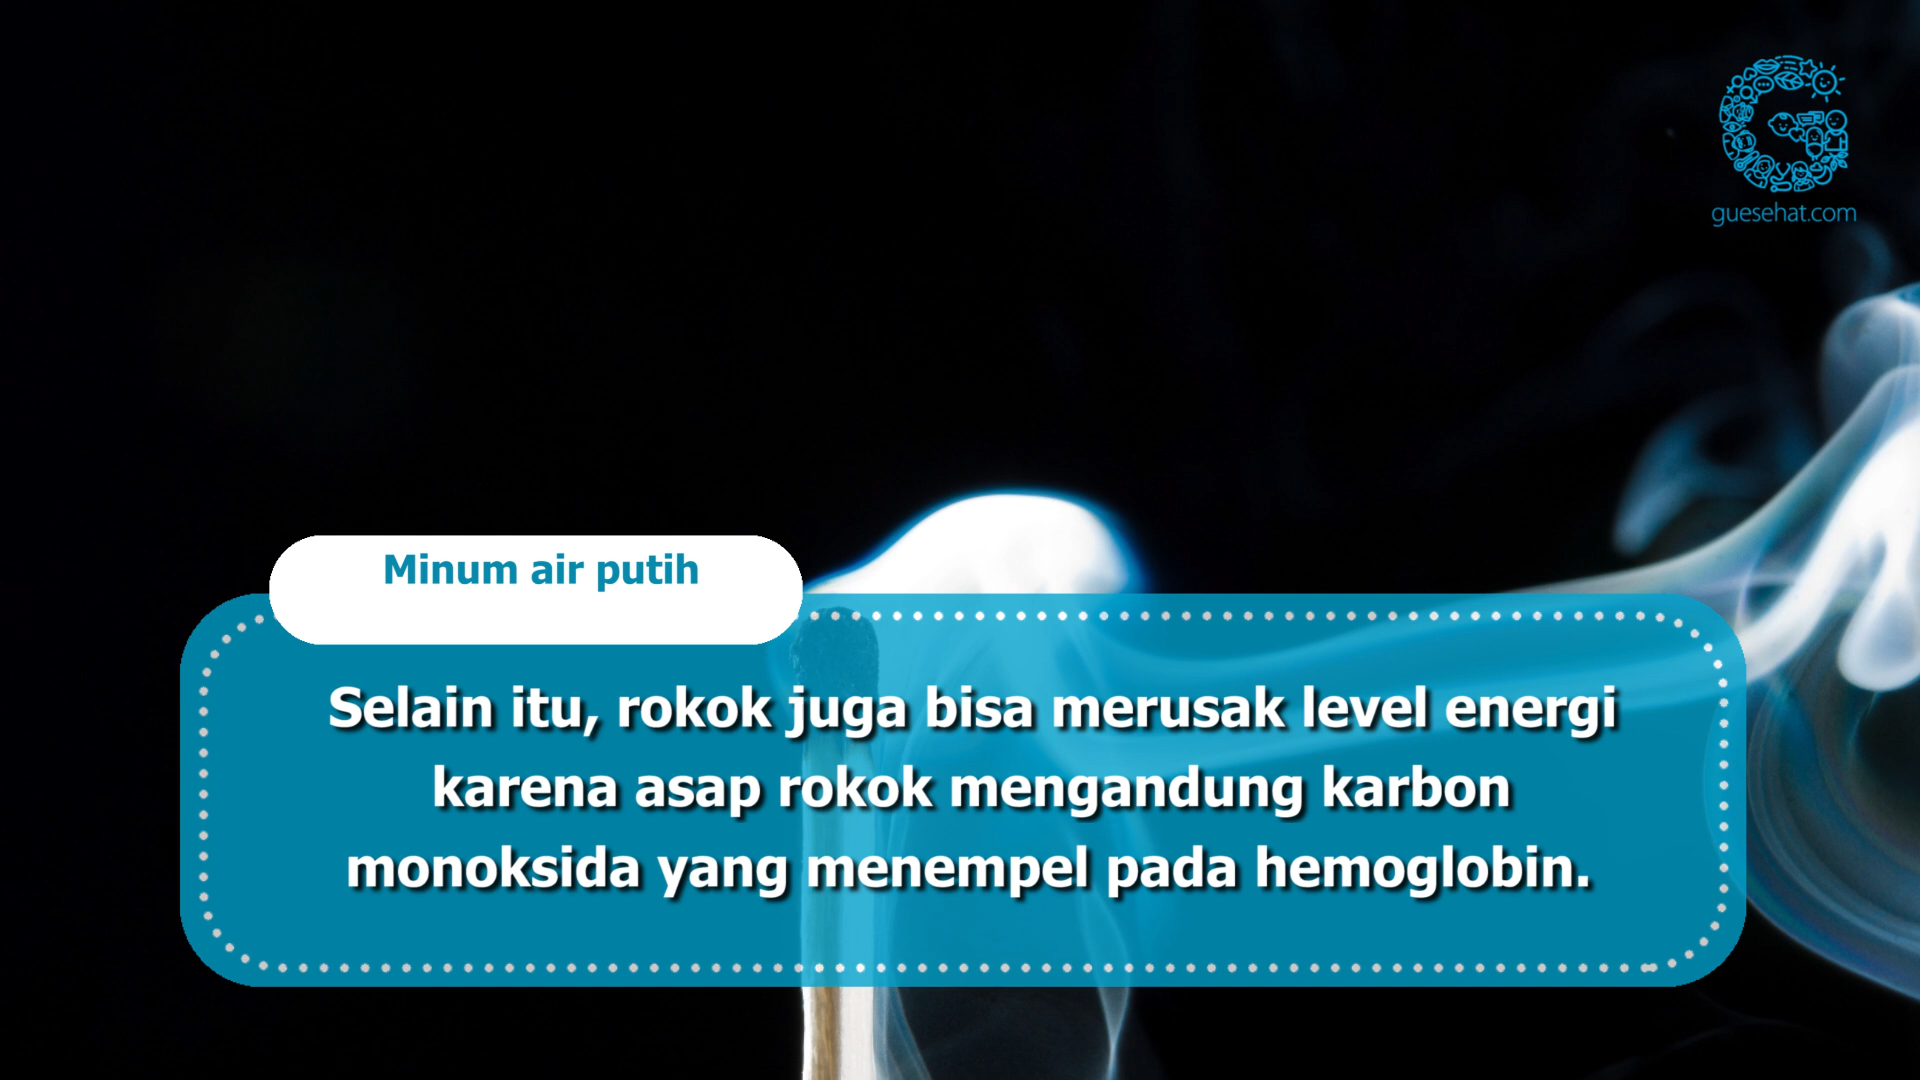 guesehat.com
Minum air putih
Selain itu, rokok juga bisa merusak level energi
karena asap rokok mengandung karbon
monoksida yang menempel pada hemoglobin.